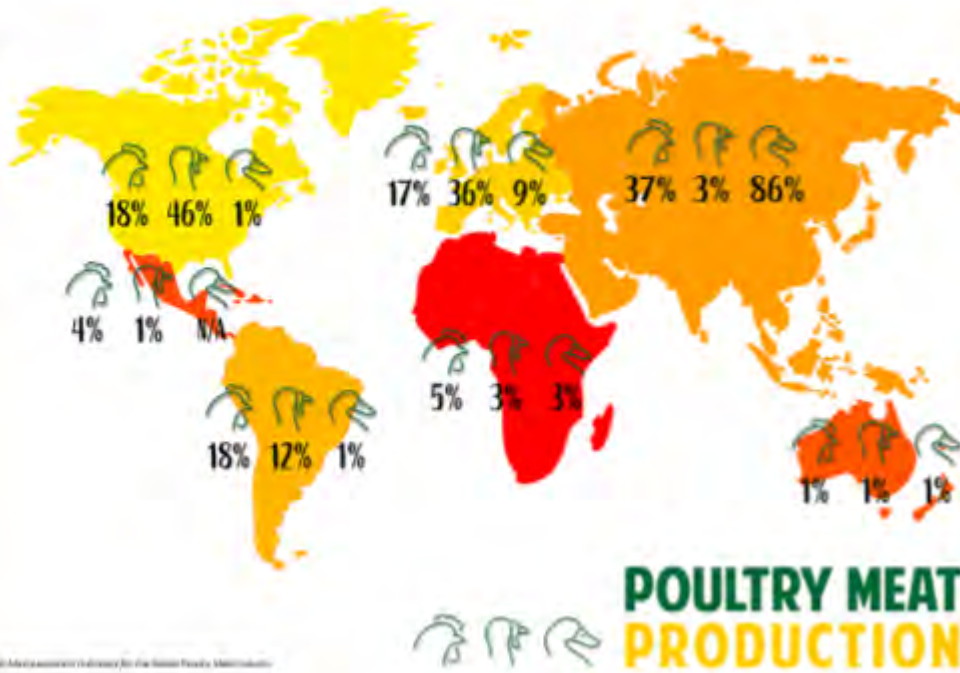 17% 36% 9%
37% 3% 86%
18% 46% 1%
4% 1% N/A
5% 3% 3%
18% 12% 1%
1% 1% 1%
POULTRY MEAT
PRODUCTION